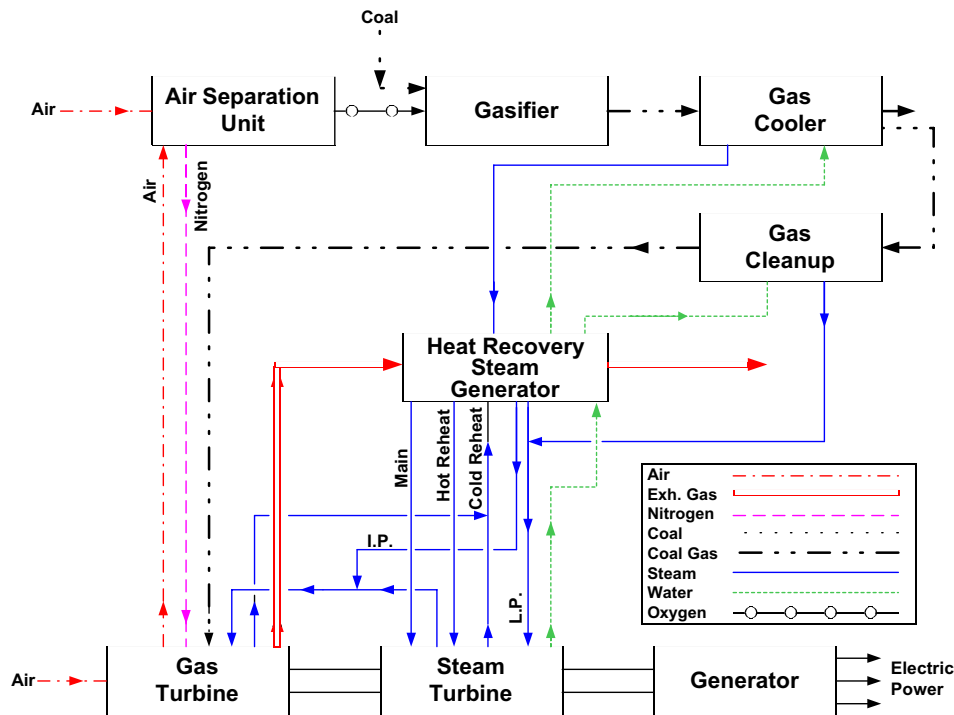 Coal
Air
Air Separation
Unit
Gasifier
Gas
Cooler
Air
Nitrogen
Gas
Cleanup
Heat Recovery
Steam
Generator
Main
Hot Reheat
Cold Reheat
I.P.
L.P.
Air
Exh. Gas
Nitrogen
Coal
Coal Gas
Steam
Water
Oxygen
Air
Gas
Turbine
Steam
Turbine
Generator
Electric
Power